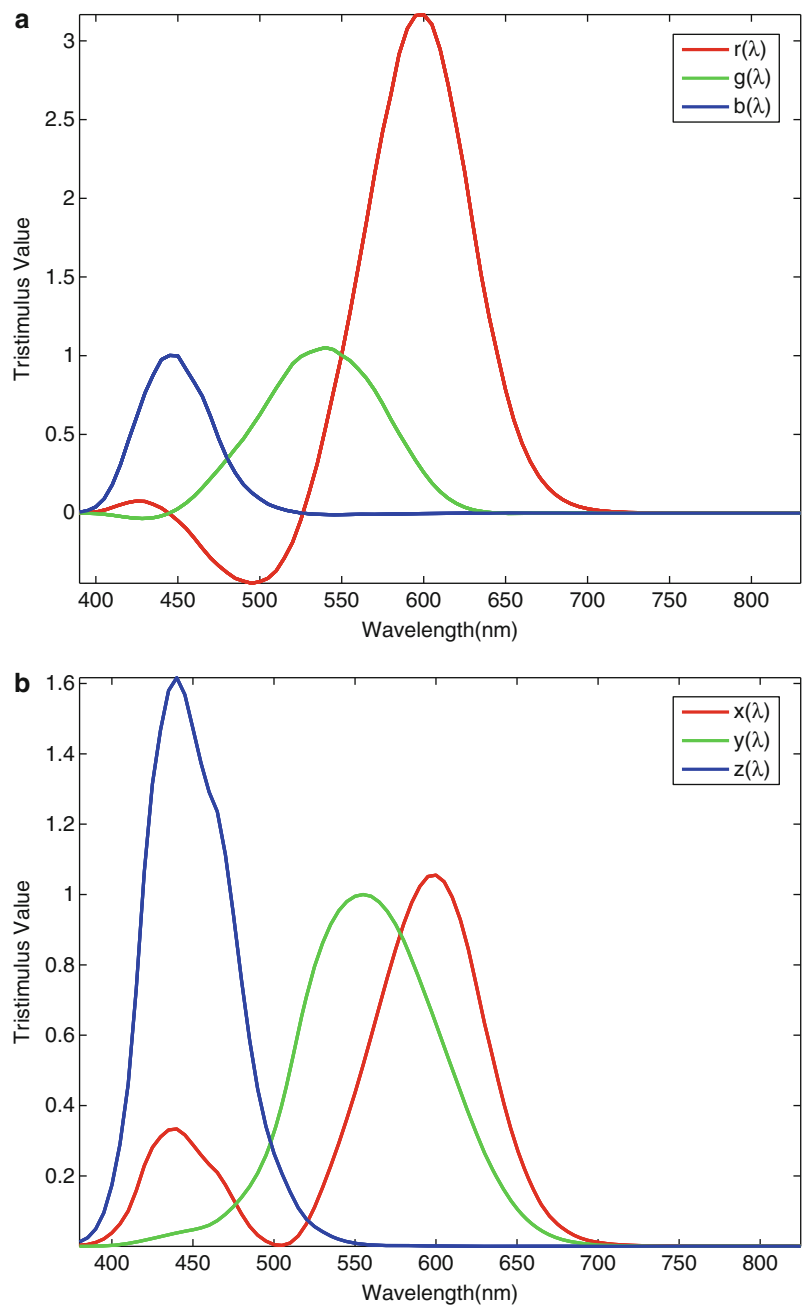 a
3
2.5
2
1.5
1
0.5
0
Tristimulus Value
r(λ)
g(λ)
b(λ)
400 450 500 550 600 650 700 750 800
Wavelength(nm)
b
1.6
1.4
1.2
1
0.8
0.6
0.4
0.2
Tristimulus Value
x(λ)
y(λ)
z(λ)
400 450 500 550 600 650 700 750 800
Wavelength(nm)